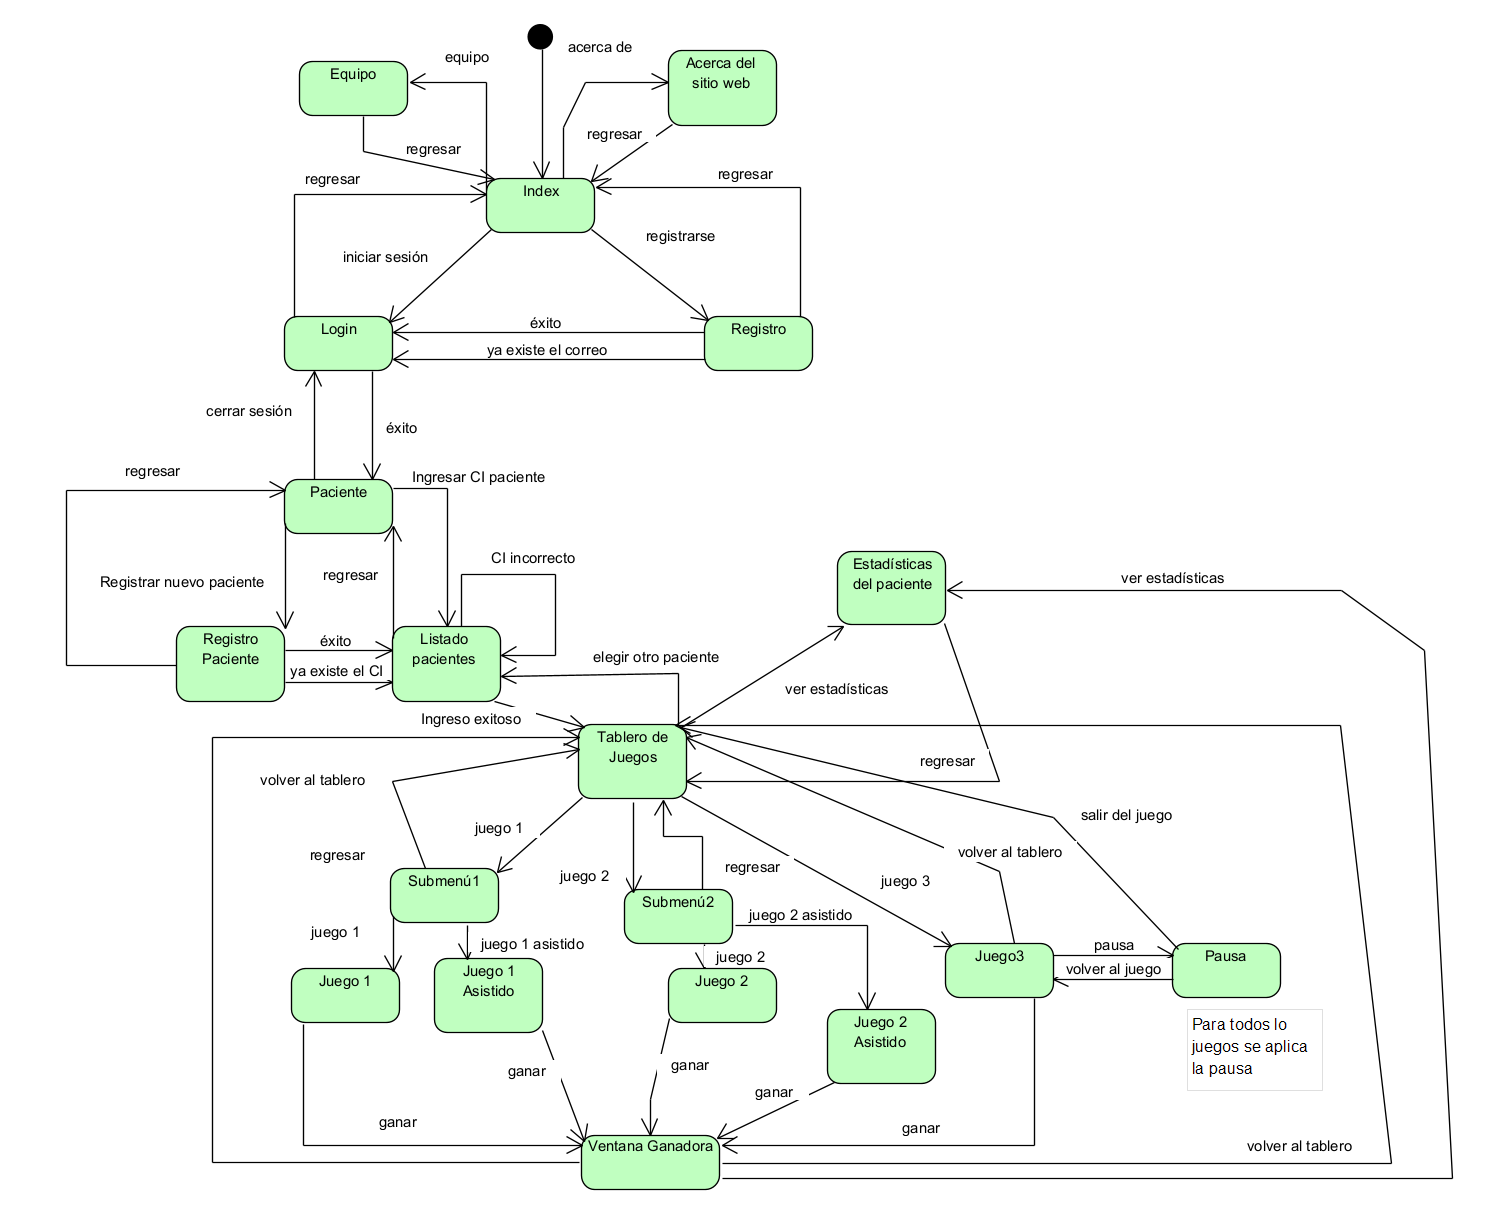 equipo
acerca de
Equipo
Acerca del
sitio web
regresar
regresar
regresar
regresar
Index
iniciar sesión
registrarse
Login
éxito
ya existe el correo
Registro
cerrar sesión
éxito
regresar
Ingresar CI paciente
Paciente
CI incorrecto
Registrar nuevo paciente
regresar
Estadísticas
del paciente
ver estadísticas
Registro
Paciente
éxito
ya existe el CI
Listado
pacientes
elegir otro paciente
ver estadísticas
Ingreso exitoso
Tablero de
Juegos
regresar
volver al tablero
salir del juego
juego 1
regresar
volver al tablero
juego 2
regresar
juego 3
Submenú1
Submenú2
juego 2 asistido
juego 1
juego 1 asistido
juego 2
Juego3
pausa
volver al juego
Pausa
Juego 1
Juego 1
Asistido
Juego 2
Juego 2
Asistido
Para todos lo
juegos se aplica
la pausa
ganar
ganar
ganar
ganar
ganar
Ventana Ganadora
volver al tablero